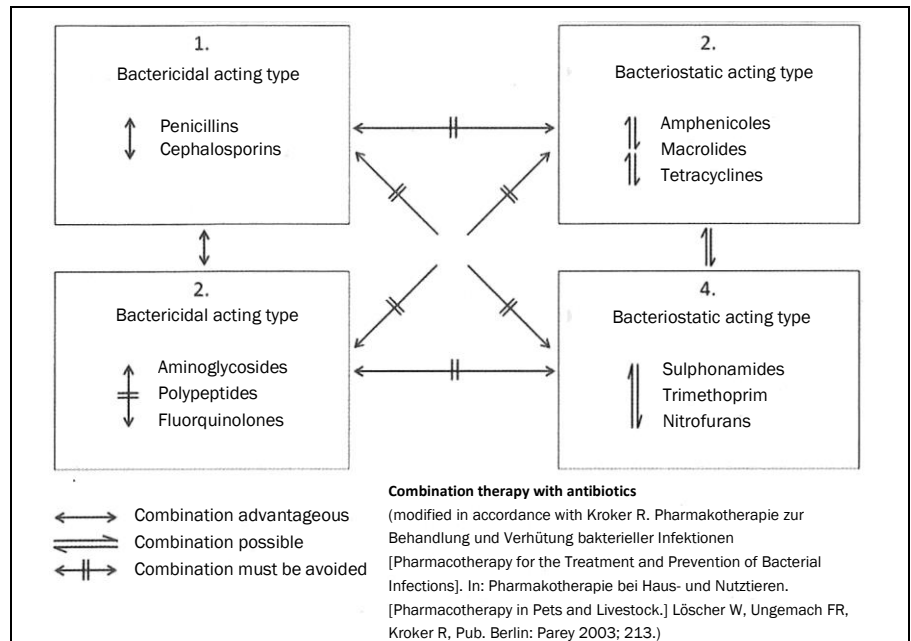 1.
Bactericidal acting type
Penicillins
Cephalosporins
2.
Bacteriostatic acting type
Amphenicoles
Macrolides
Tetracyclines
2.
Bactericidal acting type
Aminoglycosides
Polypeptides
Fluorquinolones
4.
Bacteriostatic acting type
Sulphonamides
Trimethoprim
Nitrofurans
Combination advantageous
Combination possible
Combination must be avoided
Combination therapy with antibiotics
(modified in accordance with Kroker R. Pharmakotherapie zur
Behandlung und Verhütung bakterieller Infektionen
[Pharmacotherapy for the Treatment and Prevention of Bacterial
Infections]. In: Pharmakotherapie bei Haus- und Nutztieren.
[Pharmacotherapy in Pets and Livestock.] Löscher W, Ungemach FR,
Kroker R, Pub. Berlin: Parey 2003; 213.)